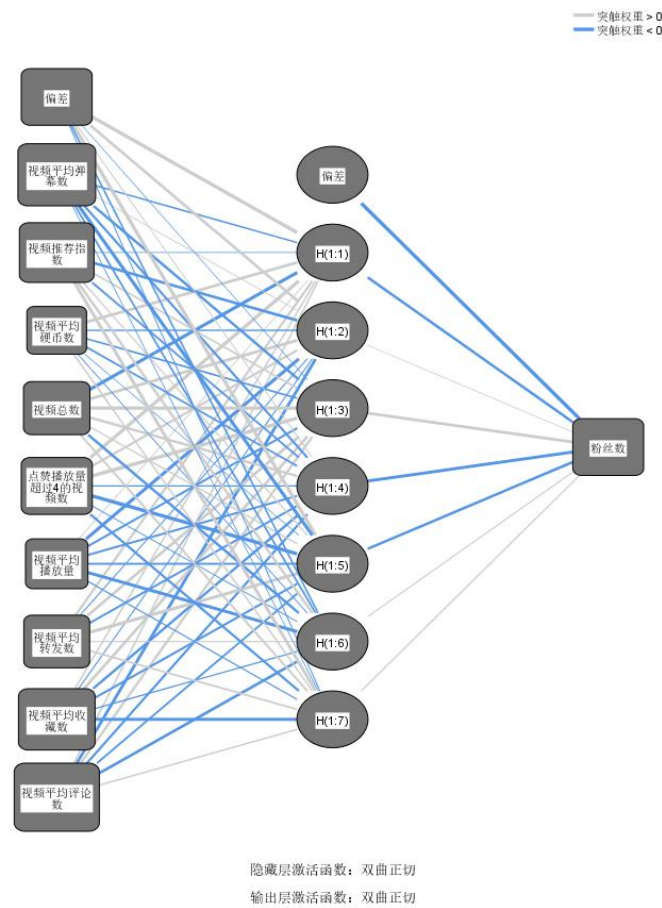 突触权重 > 0
突触权重 < 0
偏差
视频平均弹
幕数
视频推荐指
数
视频平均
硬币数
视频总数
点赞播放量
超过4的视
频数
视频平均
播放量
视频平均
转发数
视频平均收
藏数
视频平均评论
数
偏差
H(1:1)
H(1:2)
H(1:3)
H(1:4)
H(1:5)
H(1:6)
H(1:7)
粉丝数
隐藏层激活函数：双曲正切
输出层激活函数：双曲正切